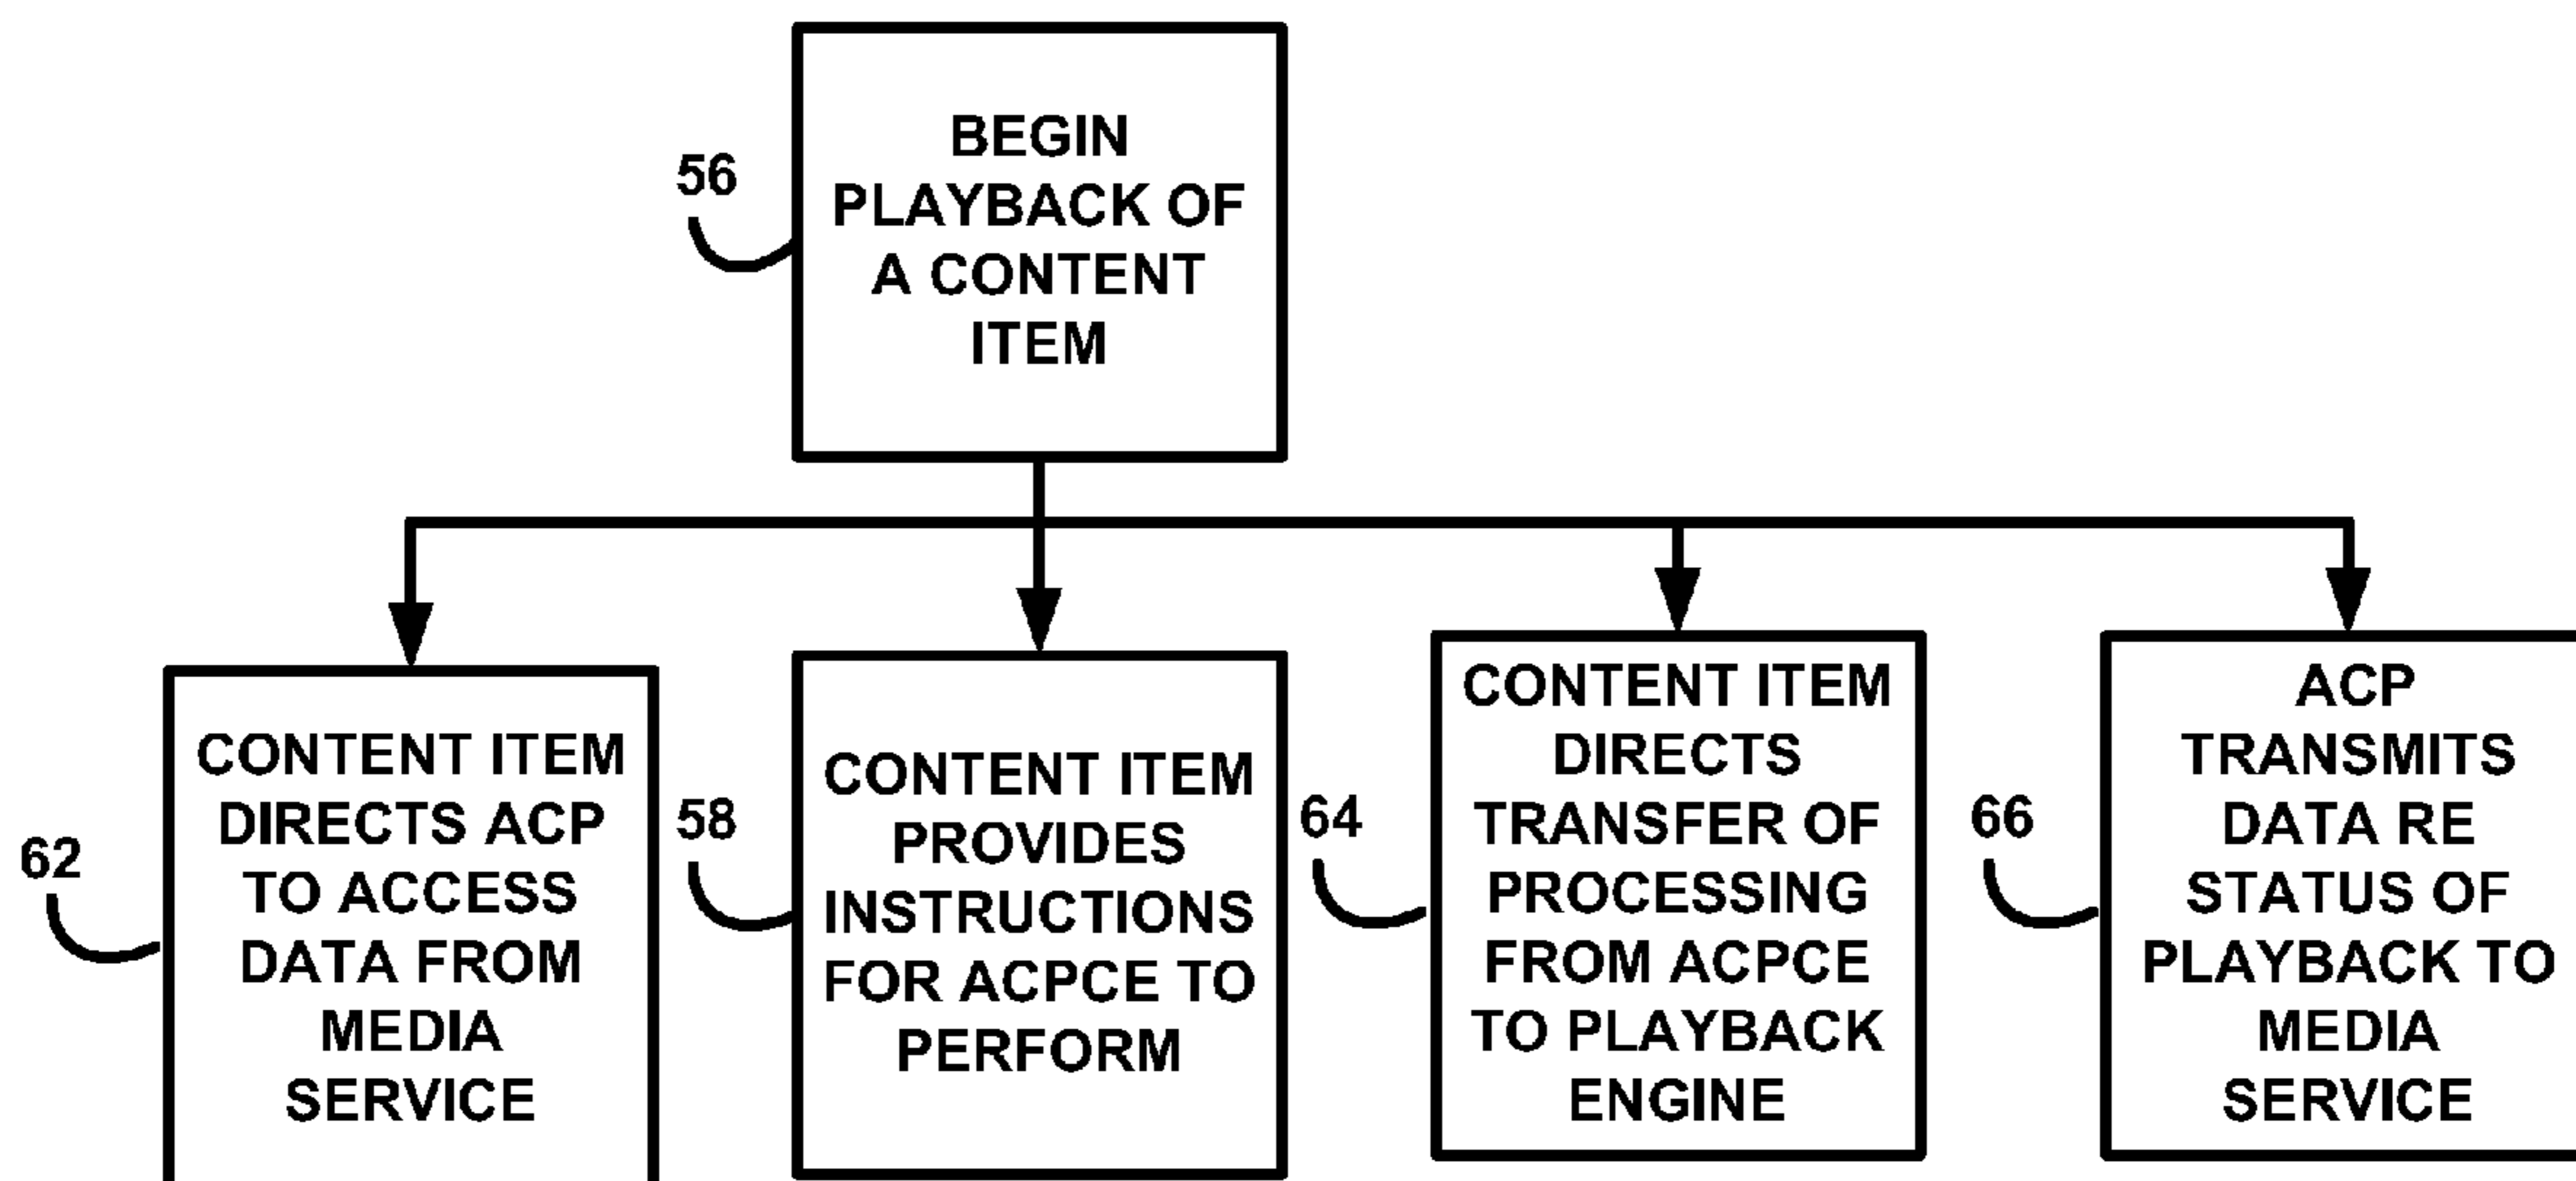 56
BEGIN
PLAYBACK OF
A CONTENT
ITEM
62
CONTENT ITEM
DIRECTS ACP
TO ACCESS
DATA FROM
MEDIA
SERVICE
58
CONTENT ITEM
PROVIDES
INSTRUCTIONS
FOR ACPCE TO
PERFORM
64
CONTENT ITEM
DIRECTS
TRANSFER OF
PROCESSING
FROM ACPCE
TO PLAYBACK
ENGINE
66
ACP
TRANSMITS
DATA RE
STATUS OF
PLAYBACK TO
MEDIA
SERVICE